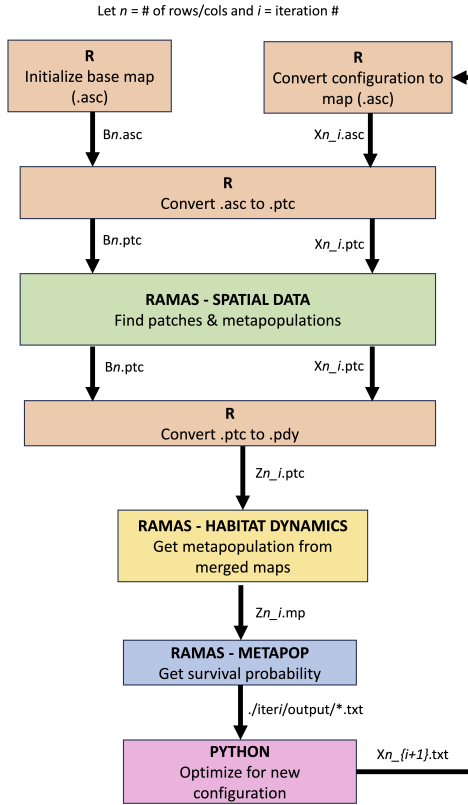 Let n = # of rows/cols and i = iteration #
R
Initialize base map
(.asc)
R
Convert configuration to
map (.asc)
Bn.asc
Xn_i.asc
R
Convert .asc to .ptc
Bn.ptc
Xn_i.ptc
RAMAS - SPATIAL DATA
Find patches & metapopulations
Bn.ptc
Xn_i.ptc
R
Convert .ptc to .pdy
Zn_i.ptc
RAMAS - HABITAT DYNAMICS
Get metapopulation from
merged maps
Zn_i.mp
RAMAS - METAPOP
Get survival probability
./iteri/output/*.txt
PYTHON
Optimize for new
configuration
Xn_{i+1}.txt